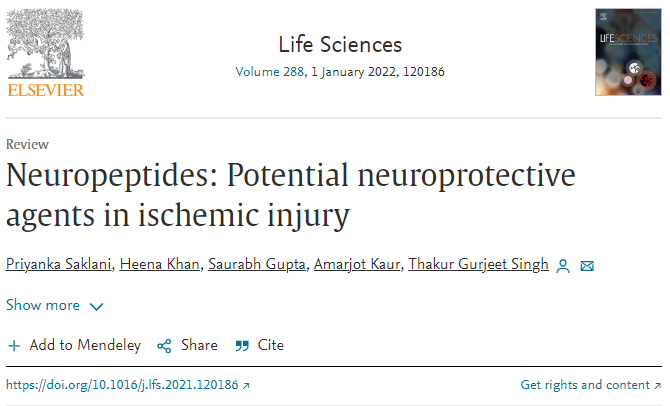 ELSEVIER
Life Sciences
Volume 288, 1 January 2022, 120186
LIFESCIENCES
Review
Neuropeptides: Potential neuroprotective
agents in ischemic injury
Priyanka Saklani, Heena Khan, Saurabh Gupta, Amarjot Kaur, Thakur Gurjeet Singh
Show more
Add to Mendeley Share Cite
https://doi.org/10.1016/j.lfs.2021.120186 ↗
Get rights and content ↗